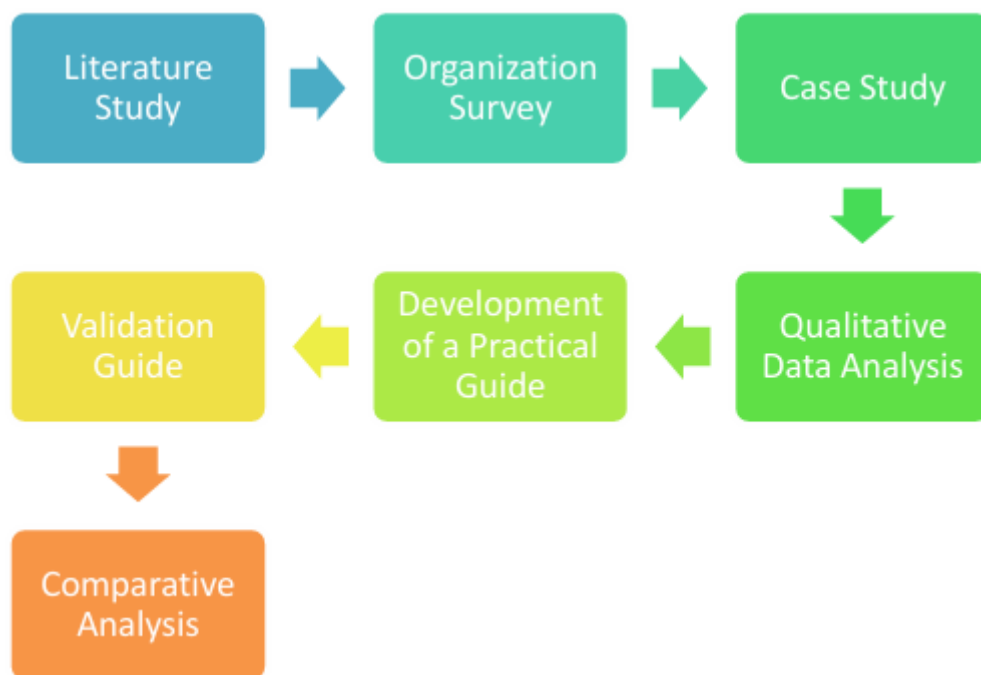 Literature
Study
Organization
Survey
Case Study
Qualitative
Data Analysis
Development
of a Practical
Guide
Validation
Guide
Comparative
Analysis